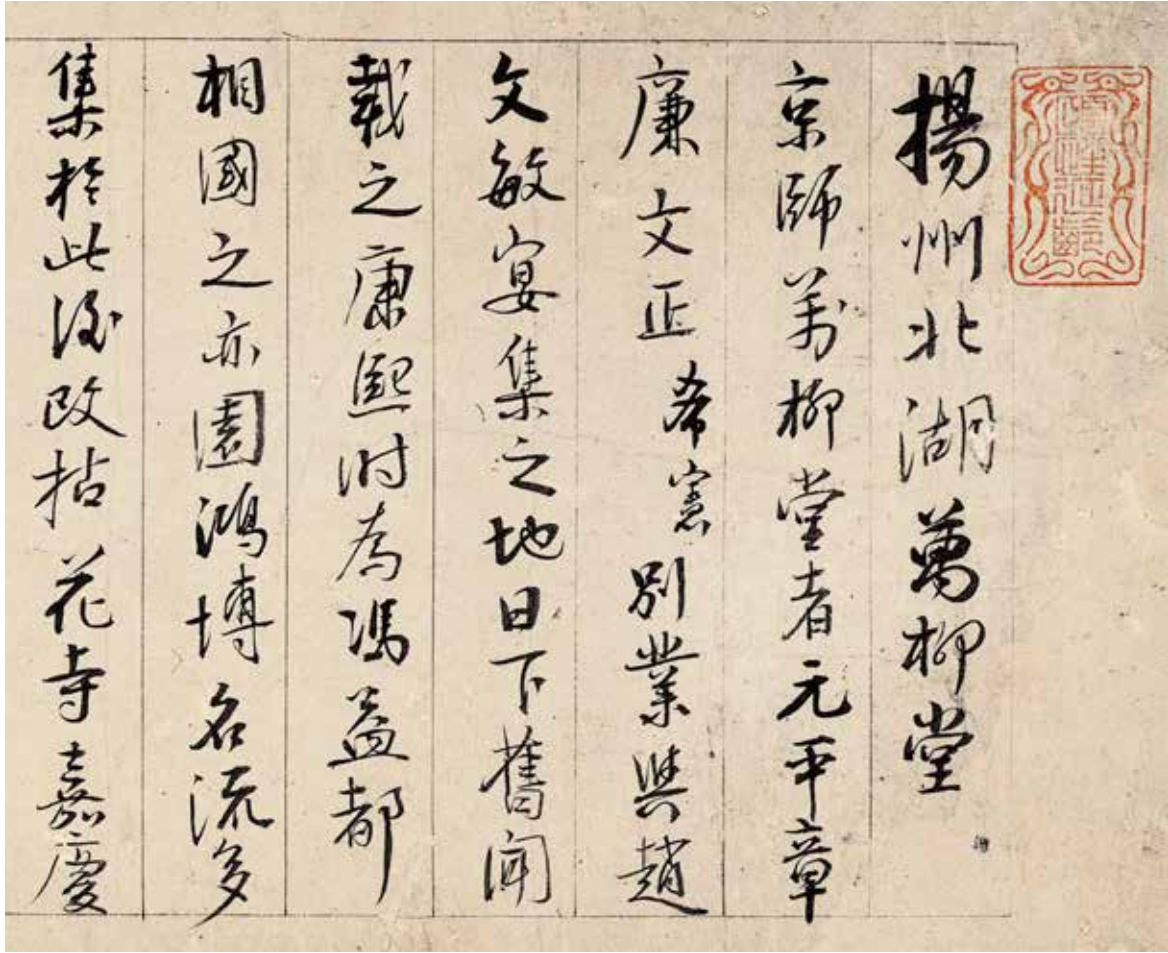 揚州北湖萬柳堂
京師万柳堂者元平章
廉文正希憲別業與趙
文敏宴集之地日下舊聞
載之康熙时為馮益都
相國之亦園鴻博名流多
集於此後改拈花寺嘉慶